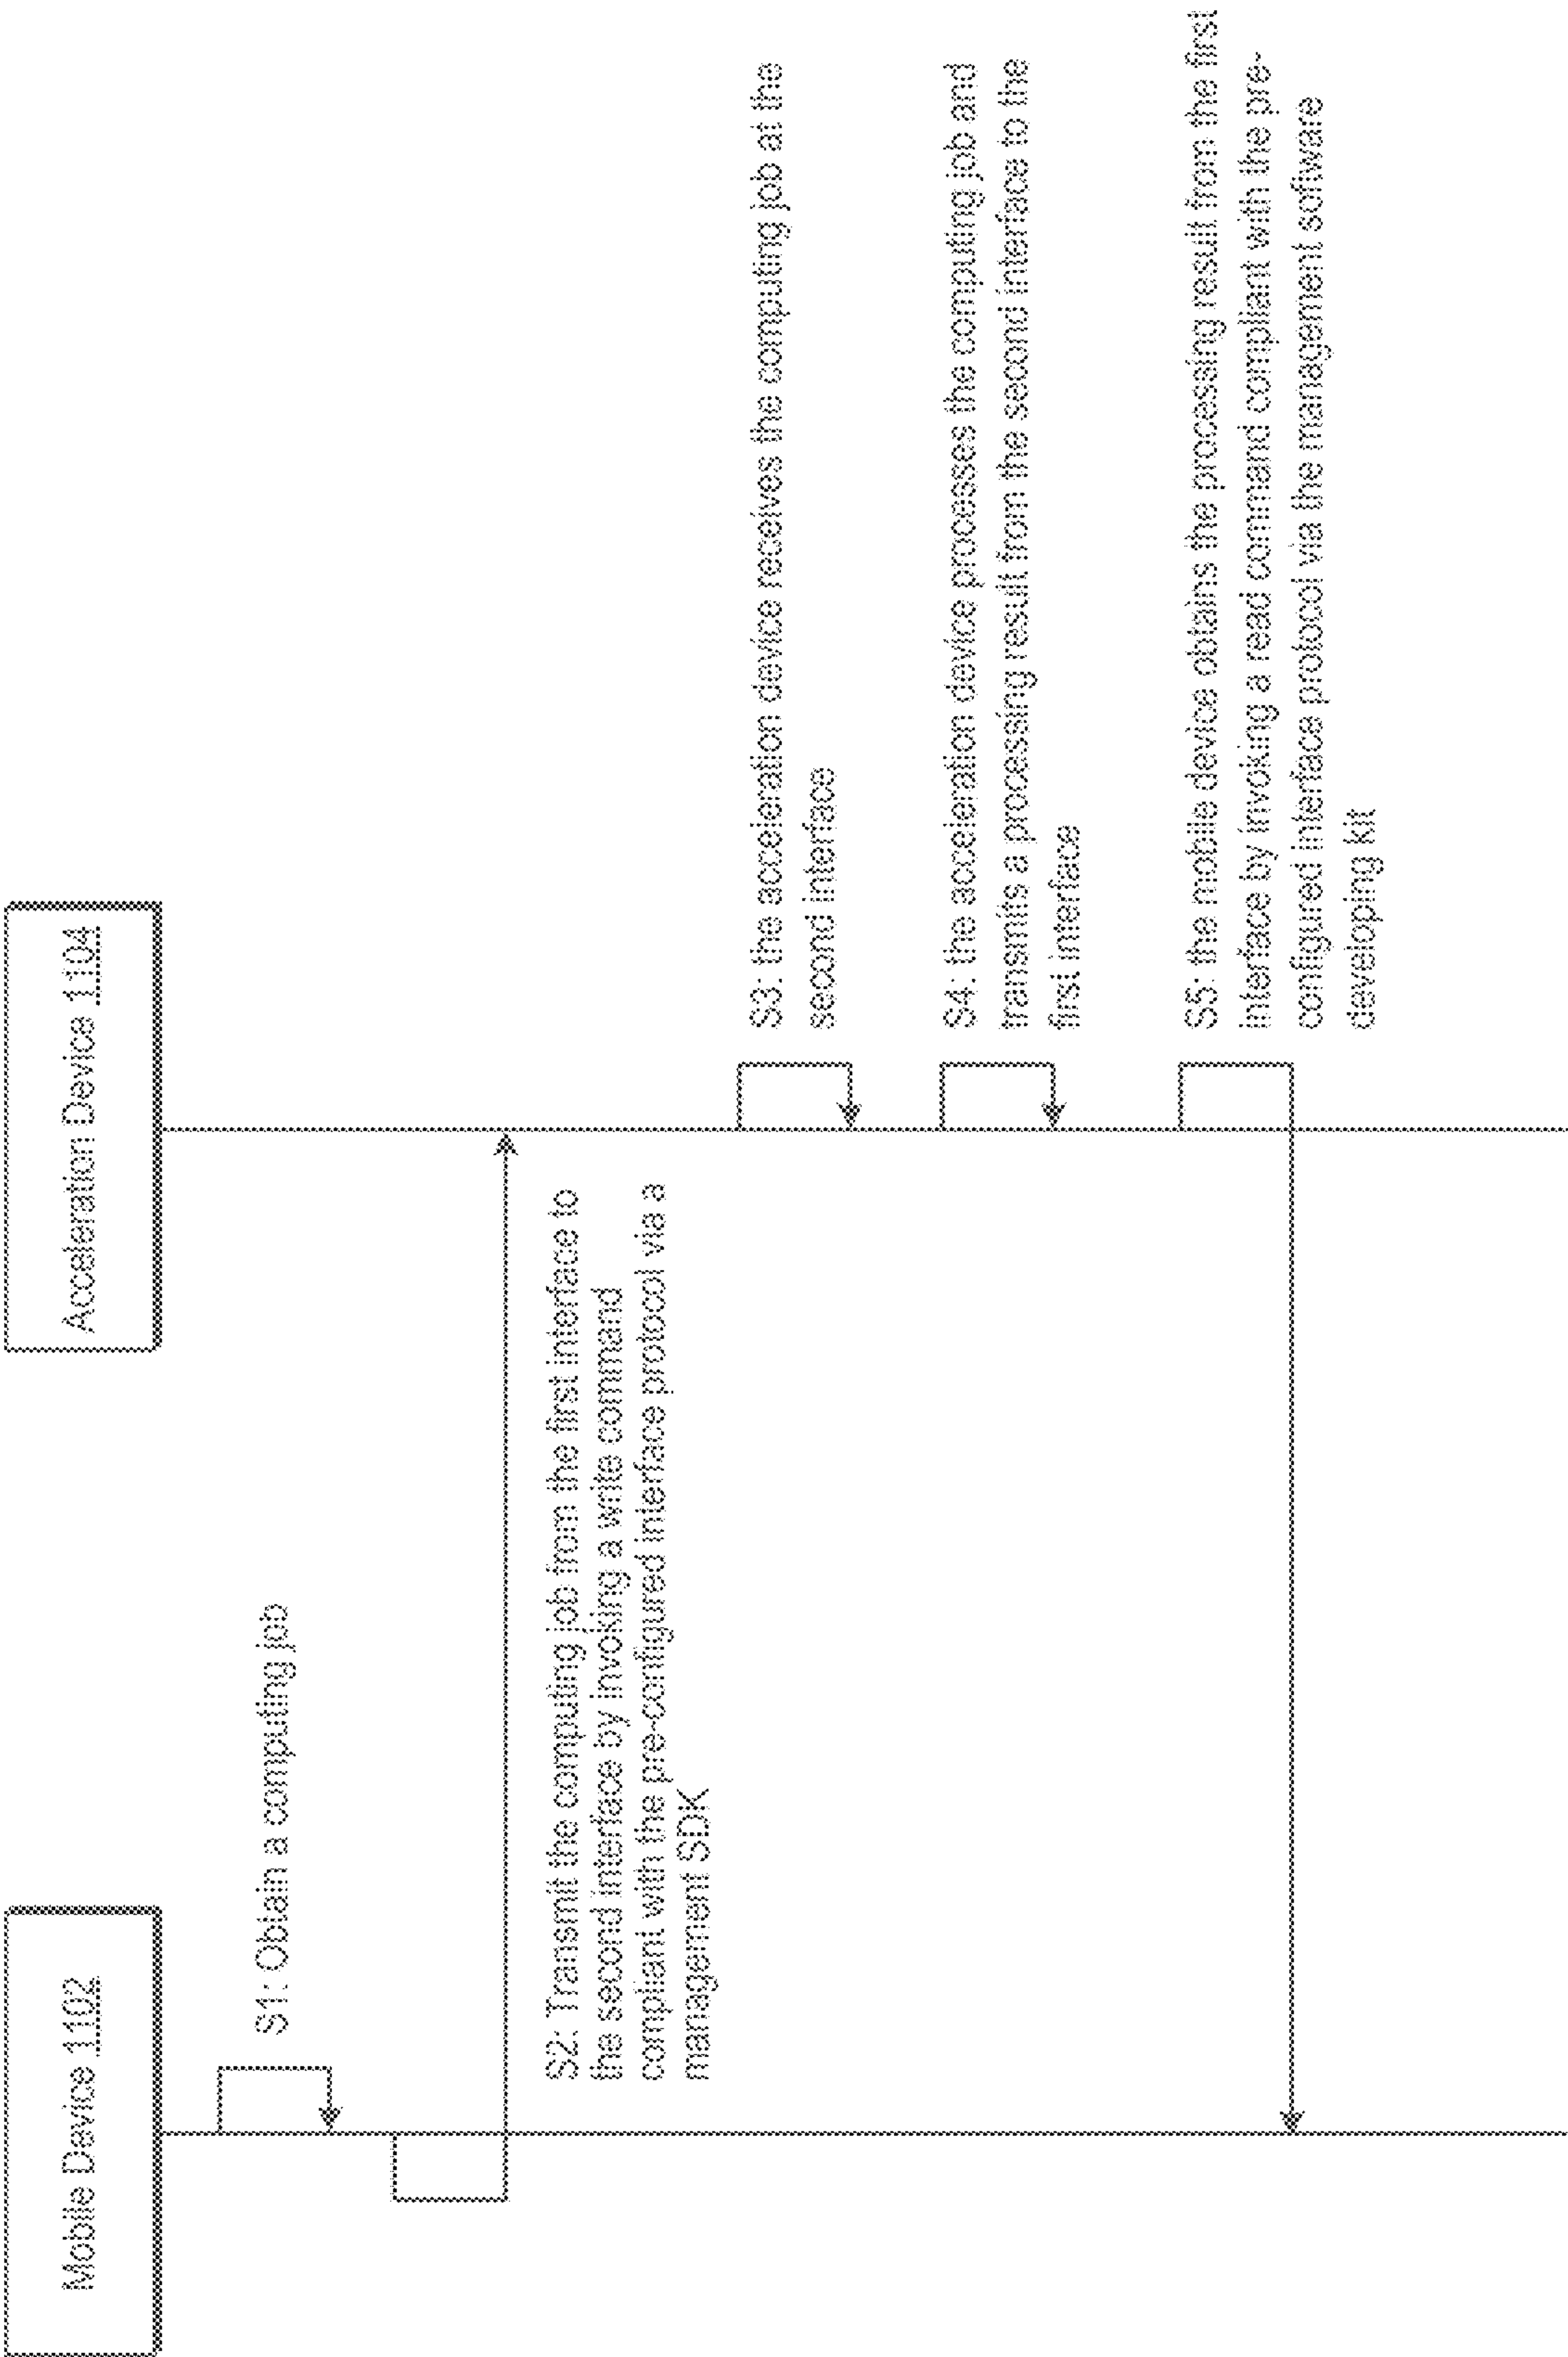 Mobile Device 1102
Acceleration Device 1104
S1: Obtain a computing job
S2: Transmit the computing job from the first interface to
the second interface by invoking a write command
compliant with the pre-configured interface protocol via a
management SDK
S3: the acceleration device receives the computing job at the
second interface
S4: the acceleration device processes the computing job and
transmits a processing result from the second interface to the
first interface
S5: the mobile device obtains the processing result from the first
interface by invoking a read command compliant with the pre-
configured interface protocol via the management software
developing kit